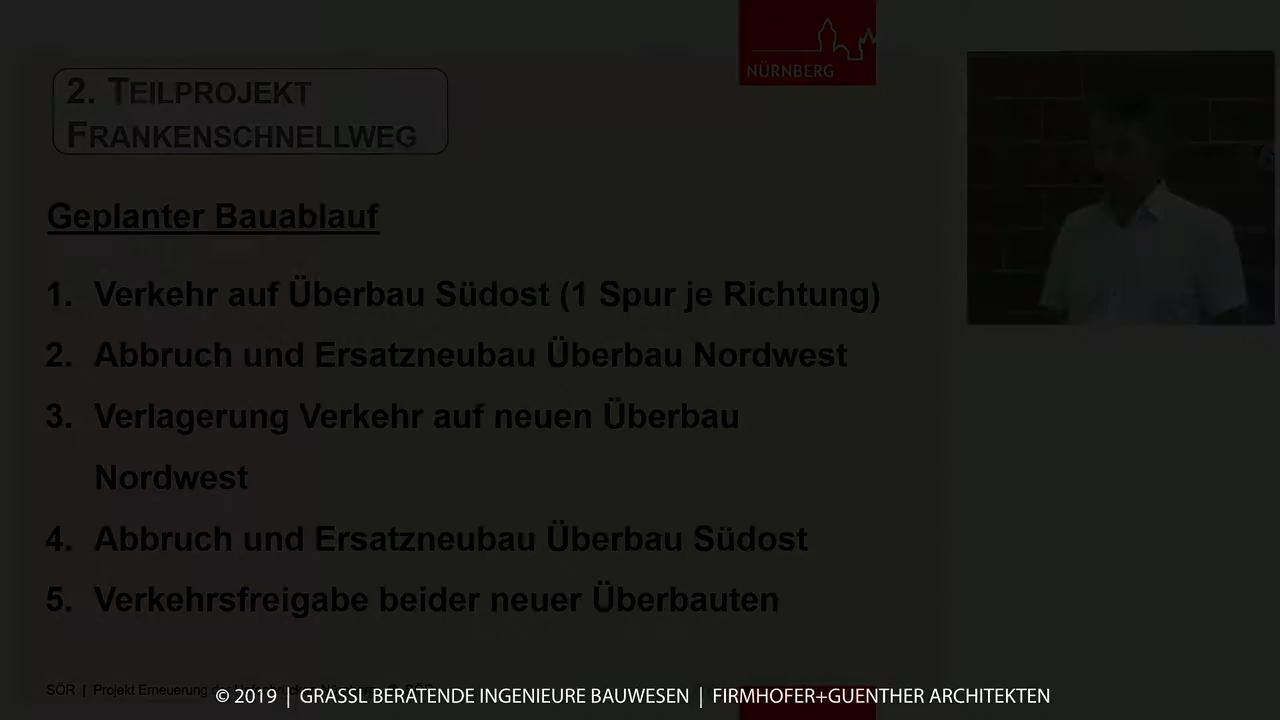 NÜRNBERG
2. TEILPROJEKT
FRANKENSCHNELLWEG
Geplanter Bauablauf
1. Verkehr auf Überbau Südost (1 Spur je Richtung)
2. Abbruch und Ersatzneubau Überbau Nordwest
3. Verlagerung Verkehr auf neuen Überbau
Nordwest
4. Abbruch und Ersatzneubau Überbau Südost
5. Verkehrsfreigabe beider neuer Überbauten
SÖR | Projekt Erneuerung
© 2019 | GRASSL BERATENDE INGENIEURE BAUWESEN | FIRMHOFER+GUENTHER ARCHITEKTEN